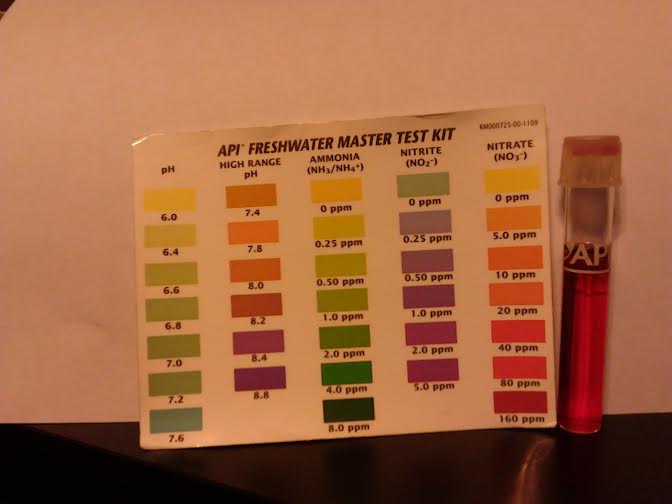 RM000725-00-1109
API® FRESHWATER MASTER TEST KIT
pH
HIGH RANGE
pH
AMMONIA
(NH₃/NH₄⁺)
NITRITE
(NO₂⁻)
NITRATE
(NO₃⁻)
6.0 7.4 0 ppm 0 ppm 0 ppm
6.4 7.8 0.25 ppm 0.25 ppm 5.0 ppm
6.6 8.0 0.50 ppm 0.50 ppm 10 ppm
6.8 8.2 1.0 ppm 1.0 ppm 20 ppm
7.0 8.4 2.0 ppm 2.0 ppm 40 ppm
7.2 8.8 4.0 ppm 5.0 ppm 80 ppm
7.6 8.0 ppm 160 ppm
AP